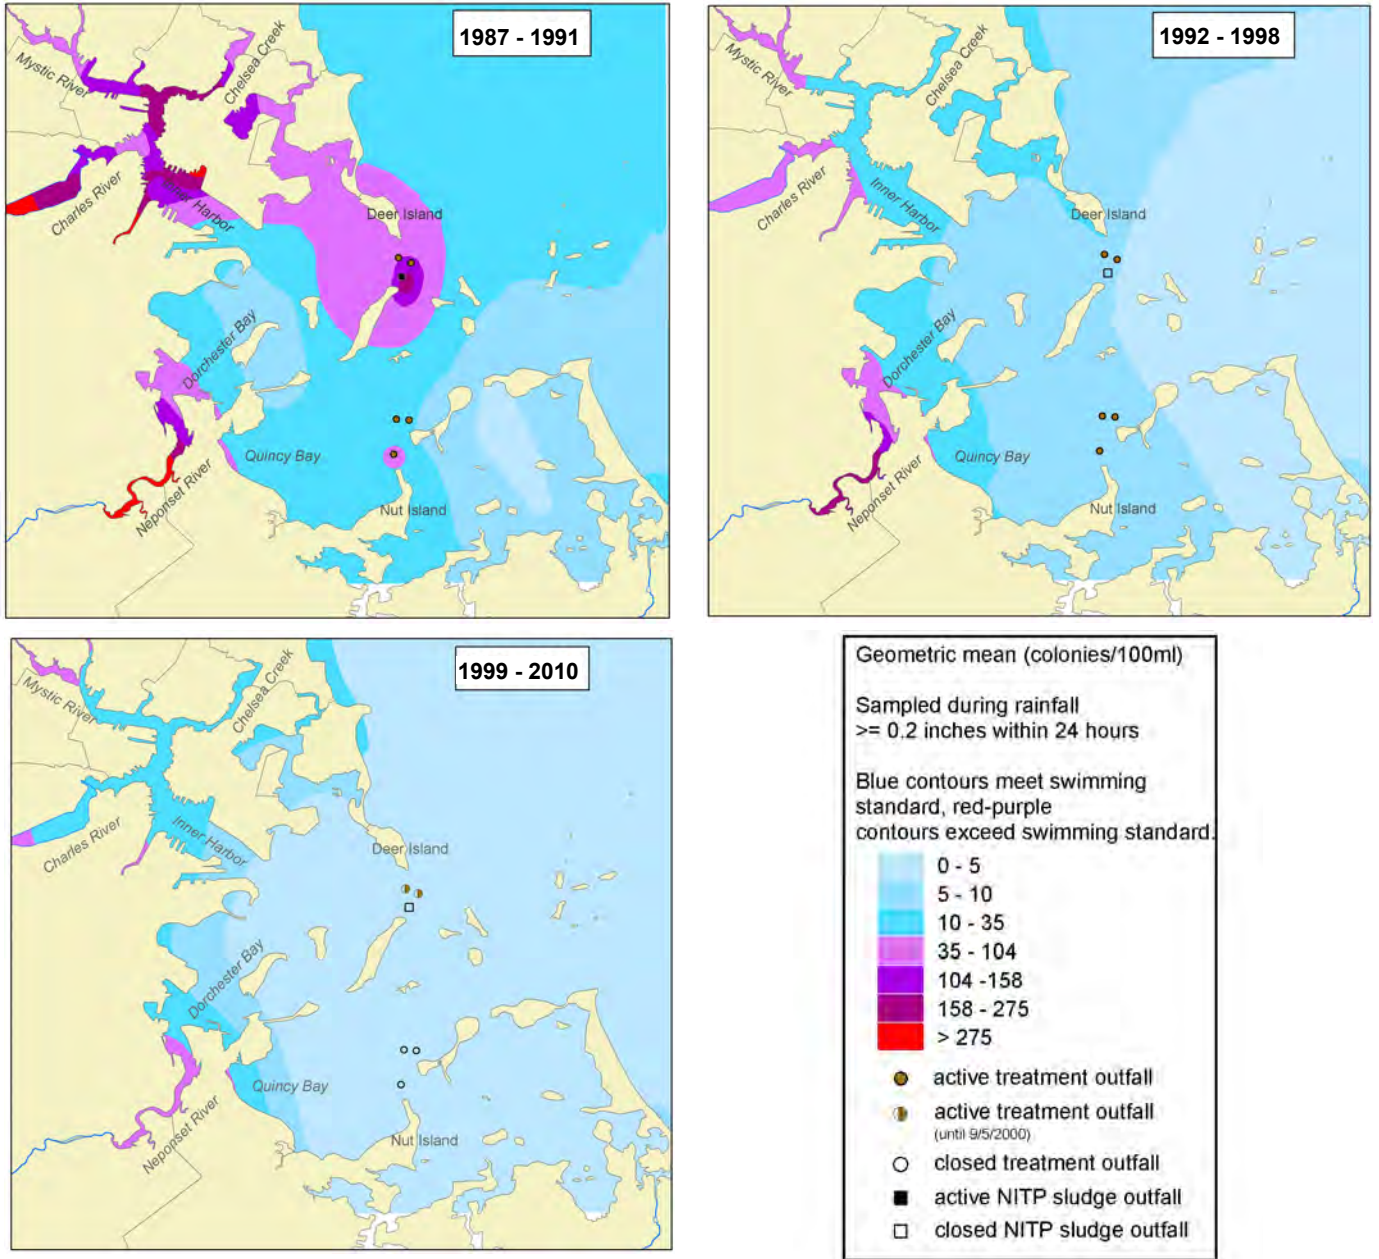 1987 - 1991
Mystic River
Chelsea Creek
Charles River
Inner Harbor
Deer Island
Dorchester Bay
Quincy Bay
Neponset River
Nut Island
1992 - 1998
Mystic River
Chelsea Creek
Charles River
Inner Harbor
Deer Island
Dorchester Bay
Quincy Bay
Neponset River
Nut Island
1999 - 2010
Mystic River
Chelsea Creek
Charles River
Inner Harbor
Deer Island
Dorchester Bay
Quincy Bay
Neponset River
Nut Island
Geometric mean (colonies/100ml)
Sampled during rainfall
>= 0.2 inches within 24 hours
Blue contours meet swimming
standard, red-purple
contours exceed swimming standard.
0 - 5
5 - 10
10 - 35
35 - 104
104 -158
158 - 275
> 275
active treatment outfall
active treatment outfall
(until 9/5/2000)
closed treatment outfall
active NITP sludge outfall
closed NITP sludge outfall